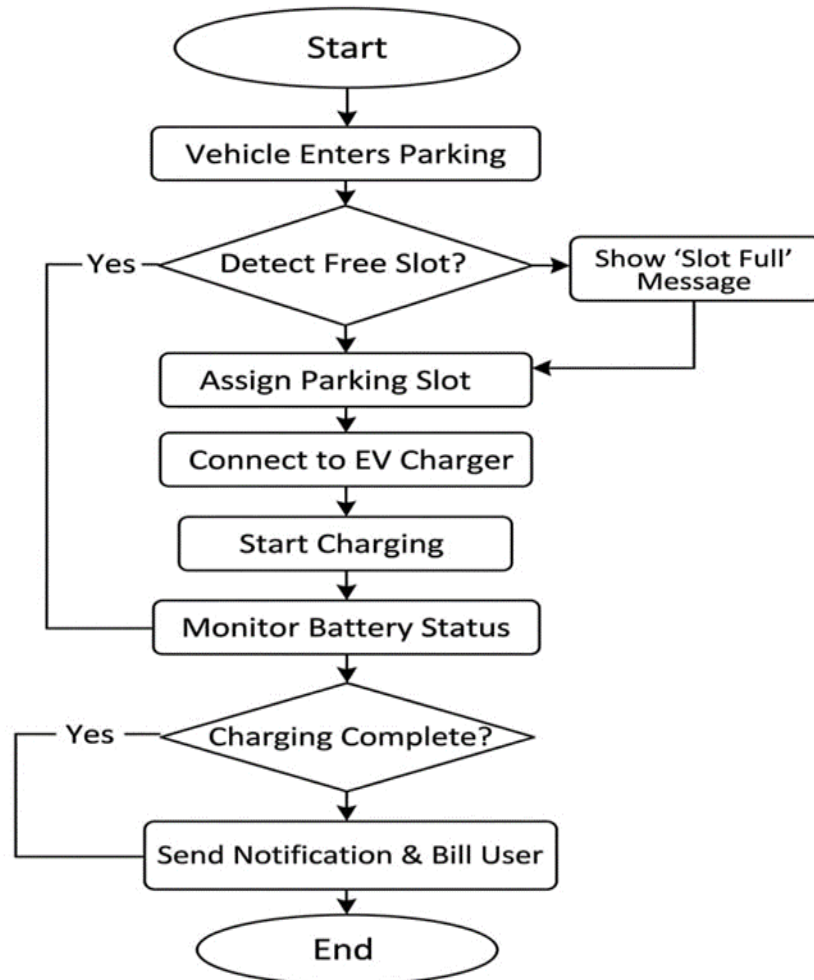 Start
Vehicle Enters Parking
Yes
Detect Free Slot?
Show ‘Slot Full’
Message
Assign Parking Slot
Connect to EV Charger
Start Charging
Monitor Battery Status
Yes
Charging Complete?
Send Notification & Bill User
End